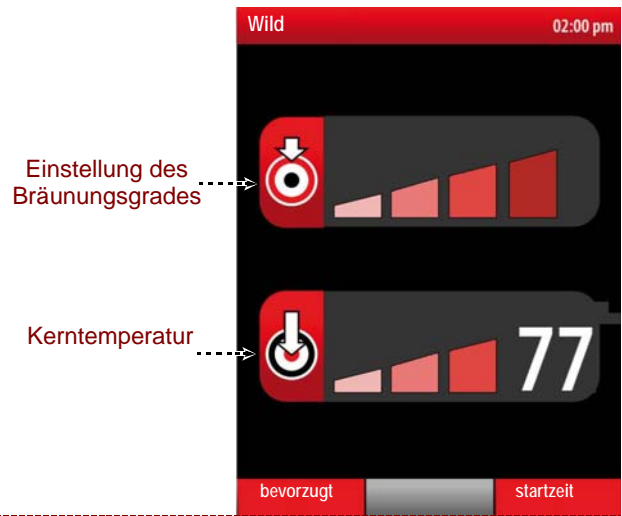 Wild
02:00 pm
Einstellung des
Bräunungsgrades
Kerntemperatur
77
bevorzugt
startzeit